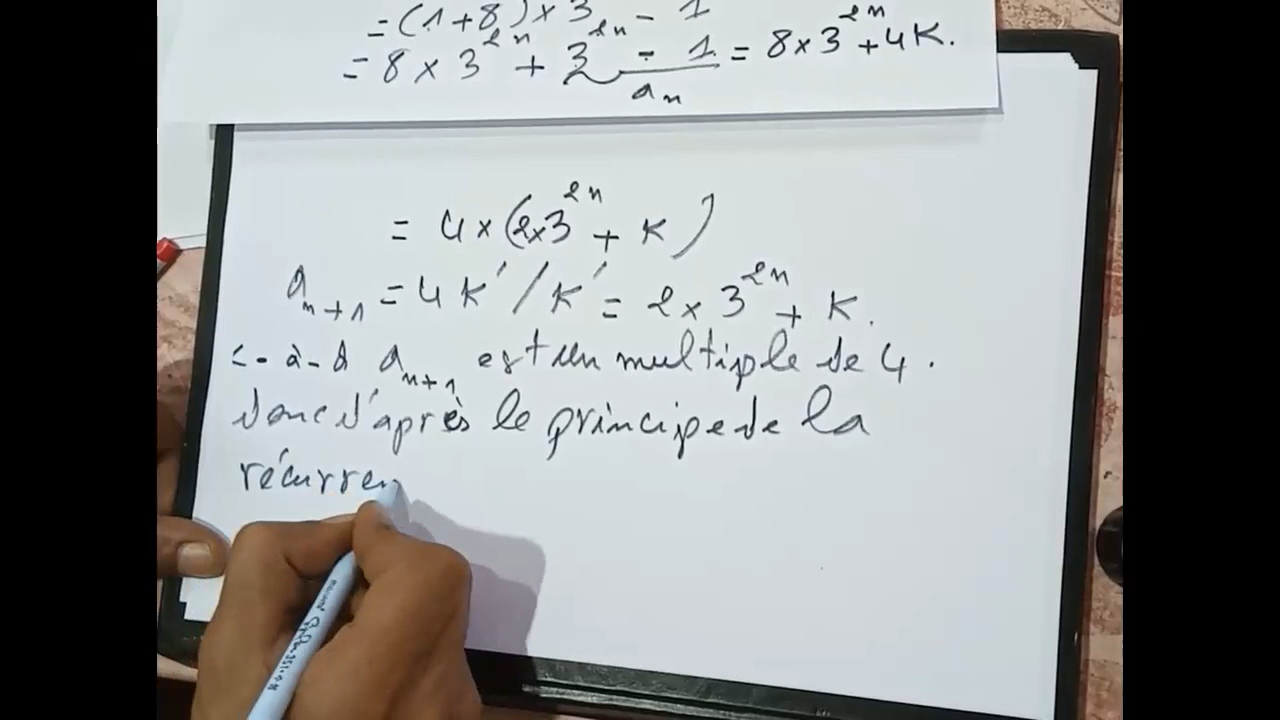 = (1+8) × 3^{2n} - 1
= 8 × 3^{2n} + 3^{2n} - 1 = 8×3^{2n} + 4K.
a_n
= 4 × (2×3^{2n} + K)
a_{n+1} = 4K' / K' = 2 × 3^{2n} + K.
c-à-d a_{n+1} est un multiple de 4.
donc d'après le principe de la
récurren